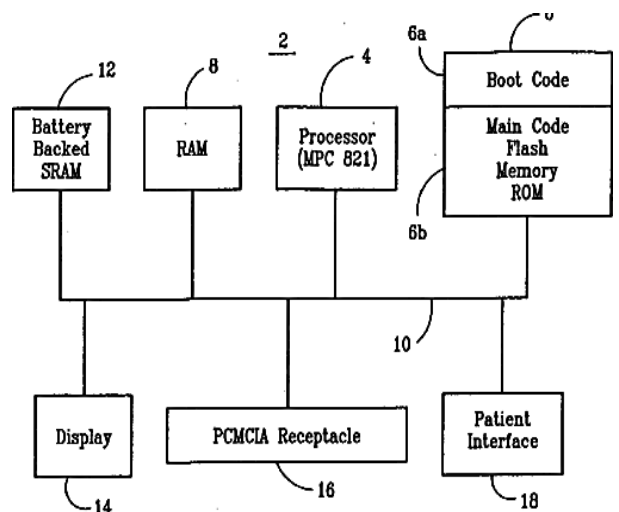 2
6a
12
8
4
Boot Code
Battery
Backed
SRAM
RAM
Processor
(MPC 821)
Main Code
Flash
Memory
ROM
6b
10
Display
PCMCIA Receptacle
Patient
Interface
14
16
18